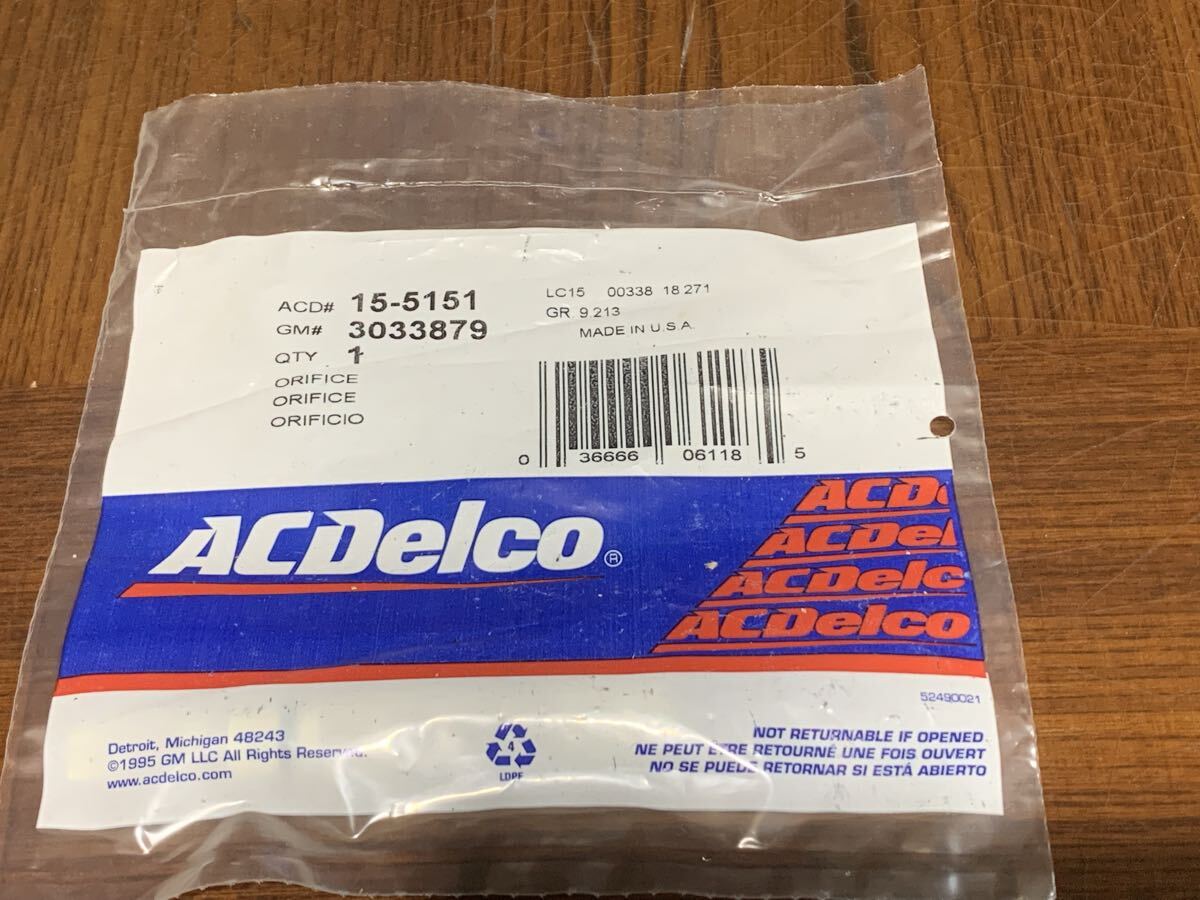 ACD# 15-5151
GM# 3033879
QTY 1
ORIFICE
ORIFICE
ORIFICIO
LC15 00338 18.271
GR. 9.213
MADE IN U.S.A.
0 36666 06118 5
ACDelco®
ACDe
ACDel
ACDelc
ACDelco
52490021
Detroit, Michigan 48243
©1995 GM LLC All Rights Reserved.
www.acdelco.com
4
LDPE
NOT RETURNABLE IF OPENED
NE PEUT ÊTRE RETOURNÉ UNE FOIS OUVERT
NO SE PUEDE RETORNAR SI ESTÁ ABIERTO